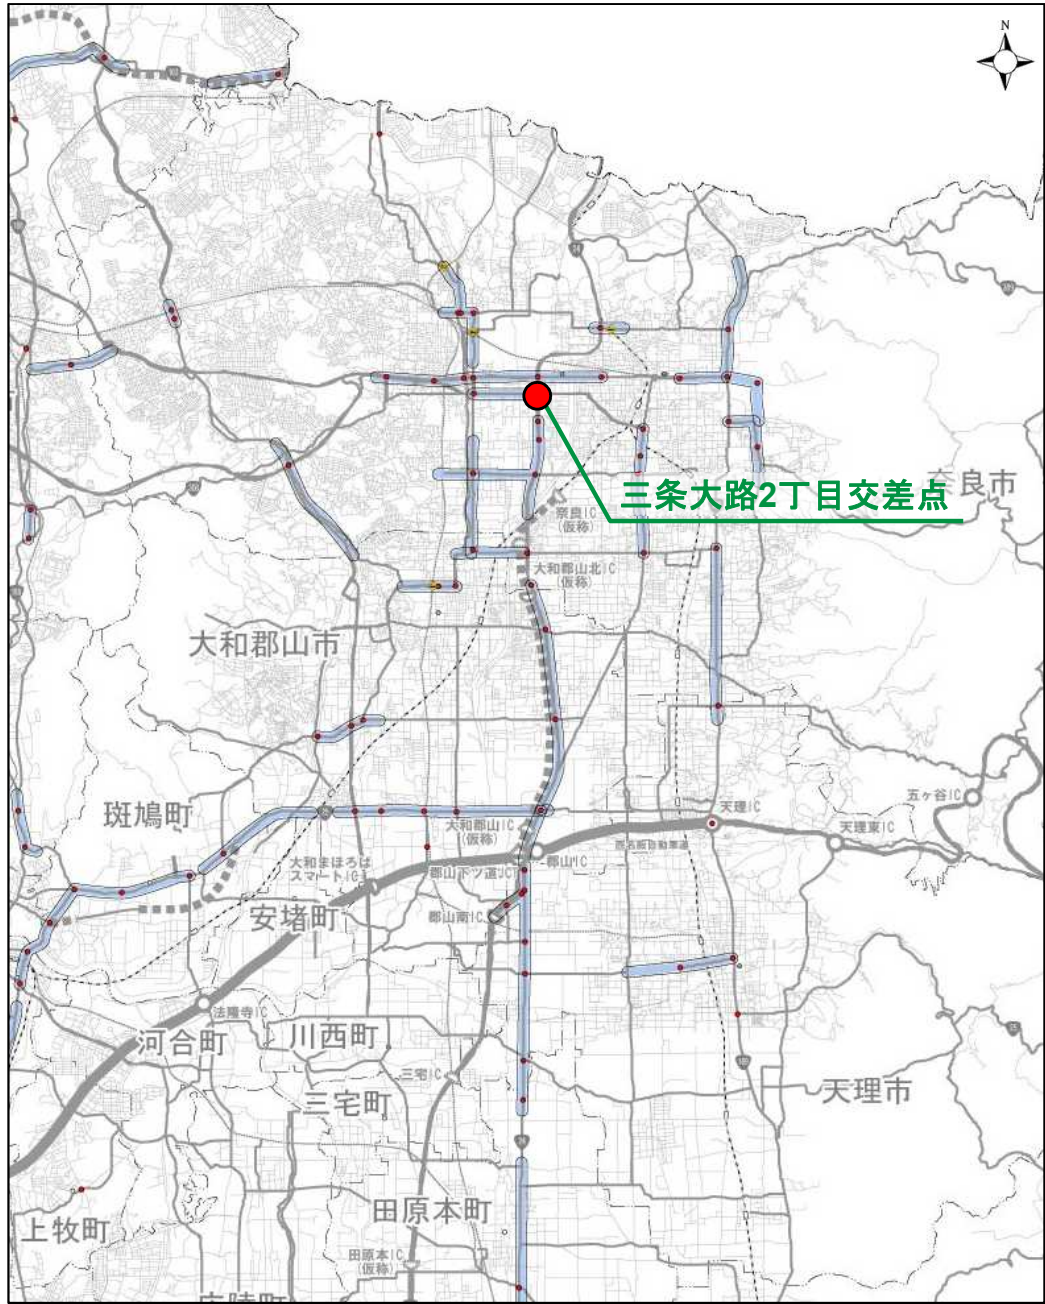 N
三条大路2丁目交差点
奈良市
奈良IC
(仮称)
大和郡山北IC
(仮称)
大和郡山市
斑鳩町
五ヶ谷IC
天理IC
大和郡山IC
(仮称)
天理東IC
西名阪自動車道
大和まほろば
スマートIC
郡山下ツ道JCT
郡山IC
安堵町
郡山南IC
法隆寺IC
河合町
川西町
三宅IC
三宅町
天理市
24
上牧町
田原本町
田原本IC
(仮称)
広陵町